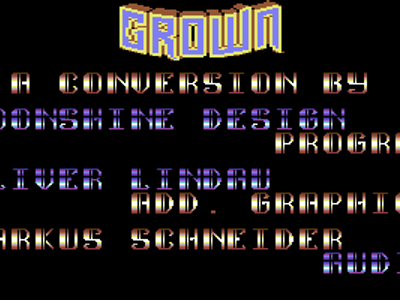 GROWN
A CONVERSION BY
OONSHINE DESIGN
PROGR
LIVER LINDAU
ADD. GRAPHIC
ARKUS SCHNEIDER
AUDI